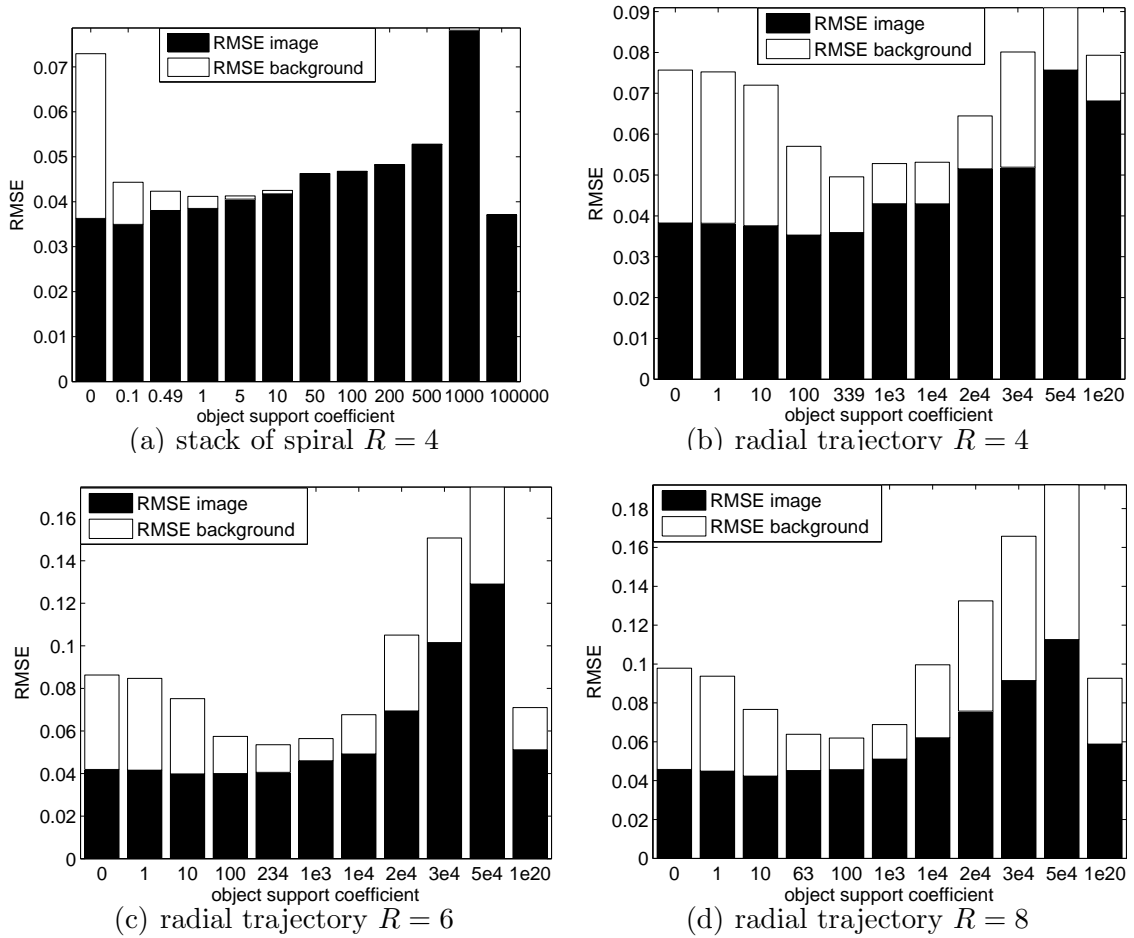 RMSE image
RMSE background
0.07
0.06
0.05
0.04
0.03
0.02
0.01
0
RMSE
0 0.1 0.49 1 5 10 50 100 200 500 1000 100000
object support coefficient
(a) stack of spiral R = 4
RMSE image
RMSE background
0.09
0.08
0.07
0.06
0.05
0.04
0.03
0.02
0.01
0
RMSE
0 1 10 100 339 1e3 1e4 2e4 3e4 5e4 1e20
object support coefficient
(b) radial trajectory R = 4
RMSE image
RMSE background
0.16
0.14
0.12
0.1
0.08
0.06
0.04
0.02
0
RMSE
0 1 10 100 234 1e3 1e4 2e4 3e4 5e4 1e20
object support coefficient
(c) radial trajectory R = 6
RMSE image
RMSE background
0.18
0.16
0.14
0.12
0.1
0.08
0.06
0.04
0.02
0
RMSE
0 1 10 63 100 1e3 1e4 2e4 3e4 5e4 1e20
object support coefficient
(d) radial trajectory R = 8